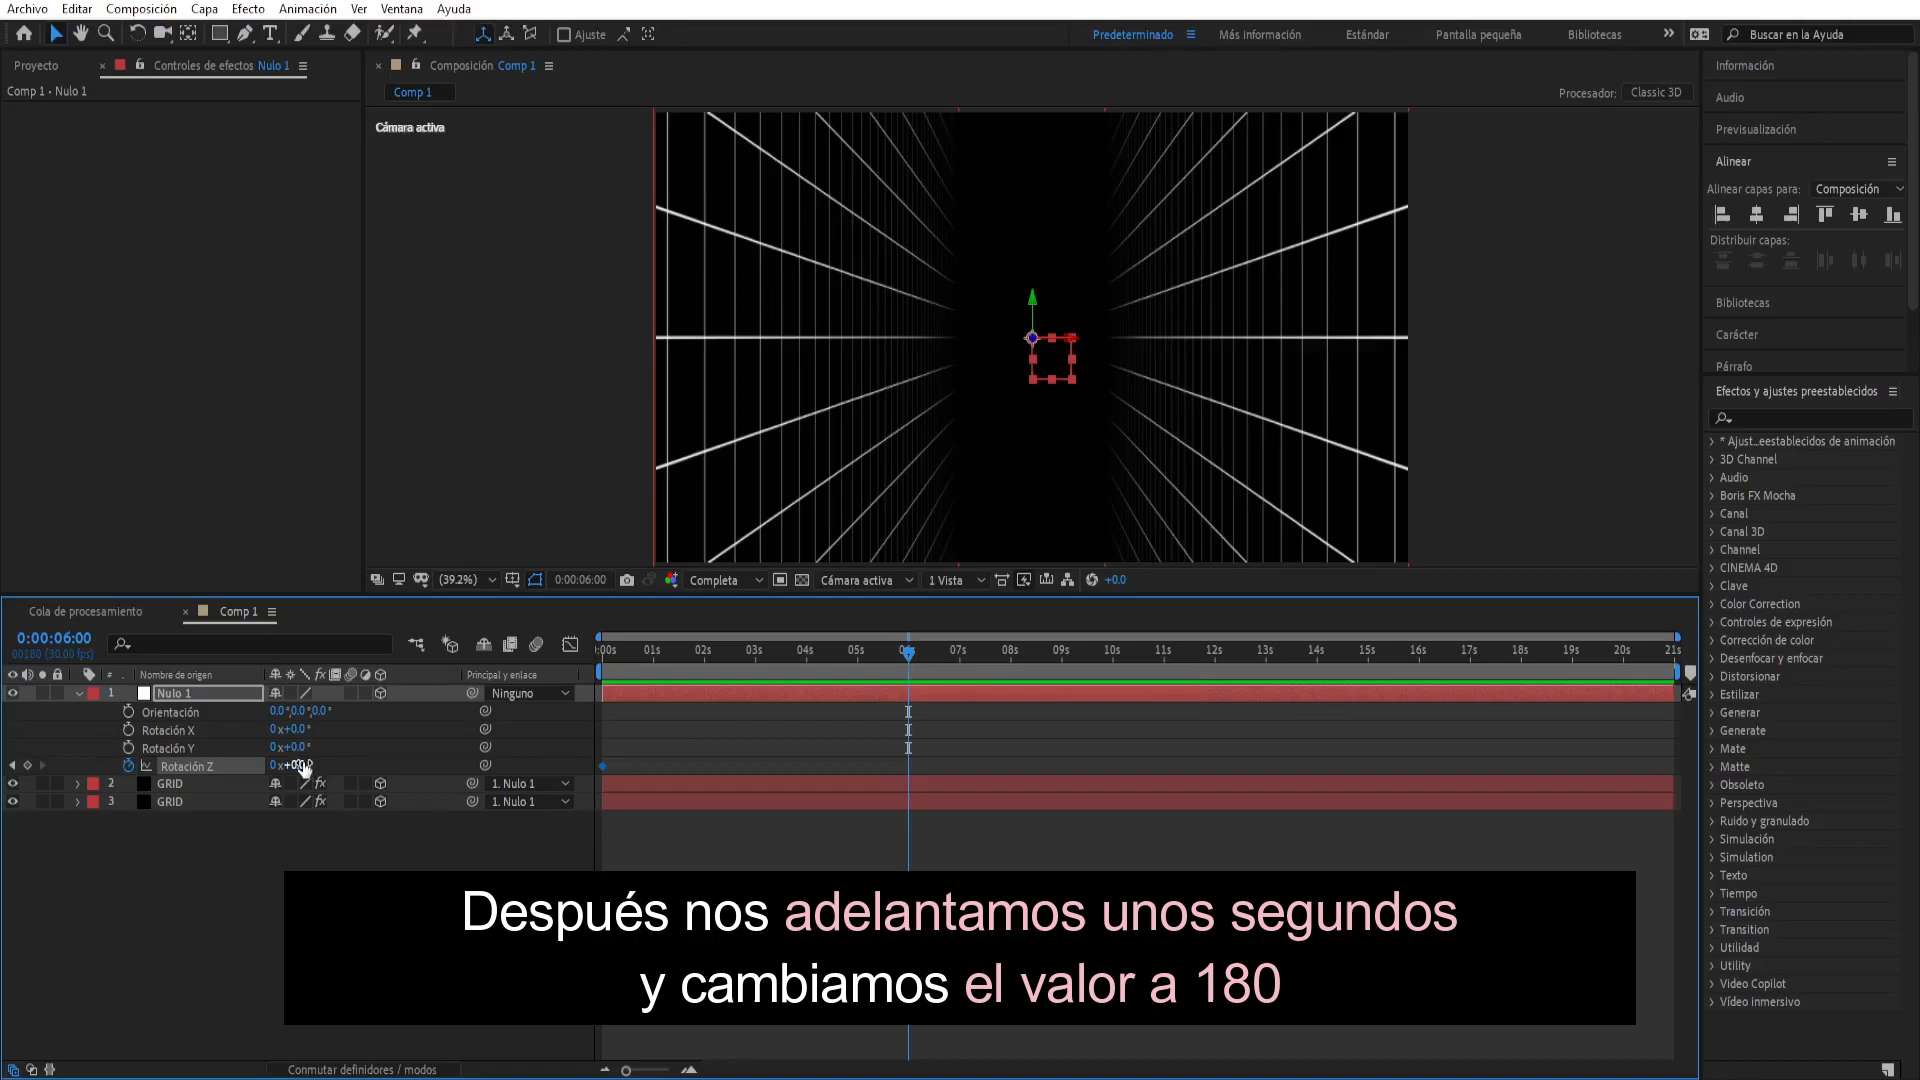 Archivo Editar Composición Capa Efecto Animación Ver Ventana Ayuda
Ajuste
Predeterminado Más información Estándar Pantalla pequeña Bibliotecas Buscar en la Ayuda
Proyecto Controles de efectos Nulo 1
Comp 1 • Nulo 1
Composición Comp 1
Comp 1
Procesador: Classic 3D
Cámara activa
(39.2%) 0:00:06:00 Completa Cámara activa 1 Vista +0.0
Información
Audio
Previsualización
Alinear
Alinear capas para: Composición
Distribuir capas:
Bibliotecas
Carácter
Párrafo
Efectos y ajustes preestablecidos
* Ajust...eestablecidos de animación
3D Channel
Audio
Boris FX Mocha
Canal
Canal 3D
Channel
CINEMA 4D
Clave
Color Correction
Controles de expresión
Corrección de color
Desenfocar y enfocar
Distorsionar
Estilizar
Generar
Generate
Mate
Matte
Obsoleto
Perspectiva
Ruido y granulado
Simulación
Simulation
Texto
Tiempo
Transición
Transition
Utilidad
Utility
Video Copilot
Vídeo inmersivo
Cola de procesamiento Comp 1
0:00:06:00
00180 (30.00 fps)
:00s 01s 02s 03s 04s 05s 07s 08s 09s 10s 11s 12s 13s 14s 15s 16s 17s 18s 19s 20s 21s
# Nombre de origen Principal y enlace
1 Nulo 1 Ninguno
Orientación 0.0°,0.0°,0.0°
Rotación X 0x+0.0°
Rotación Y 0x+0.0°
Rotación Z
2 GRID fx 1. Nulo 1
3 GRID fx 1. Nulo 1
Después nos adelantamos unos segundos
y cambiamos el valor a 180
Conmutar definidores / modos